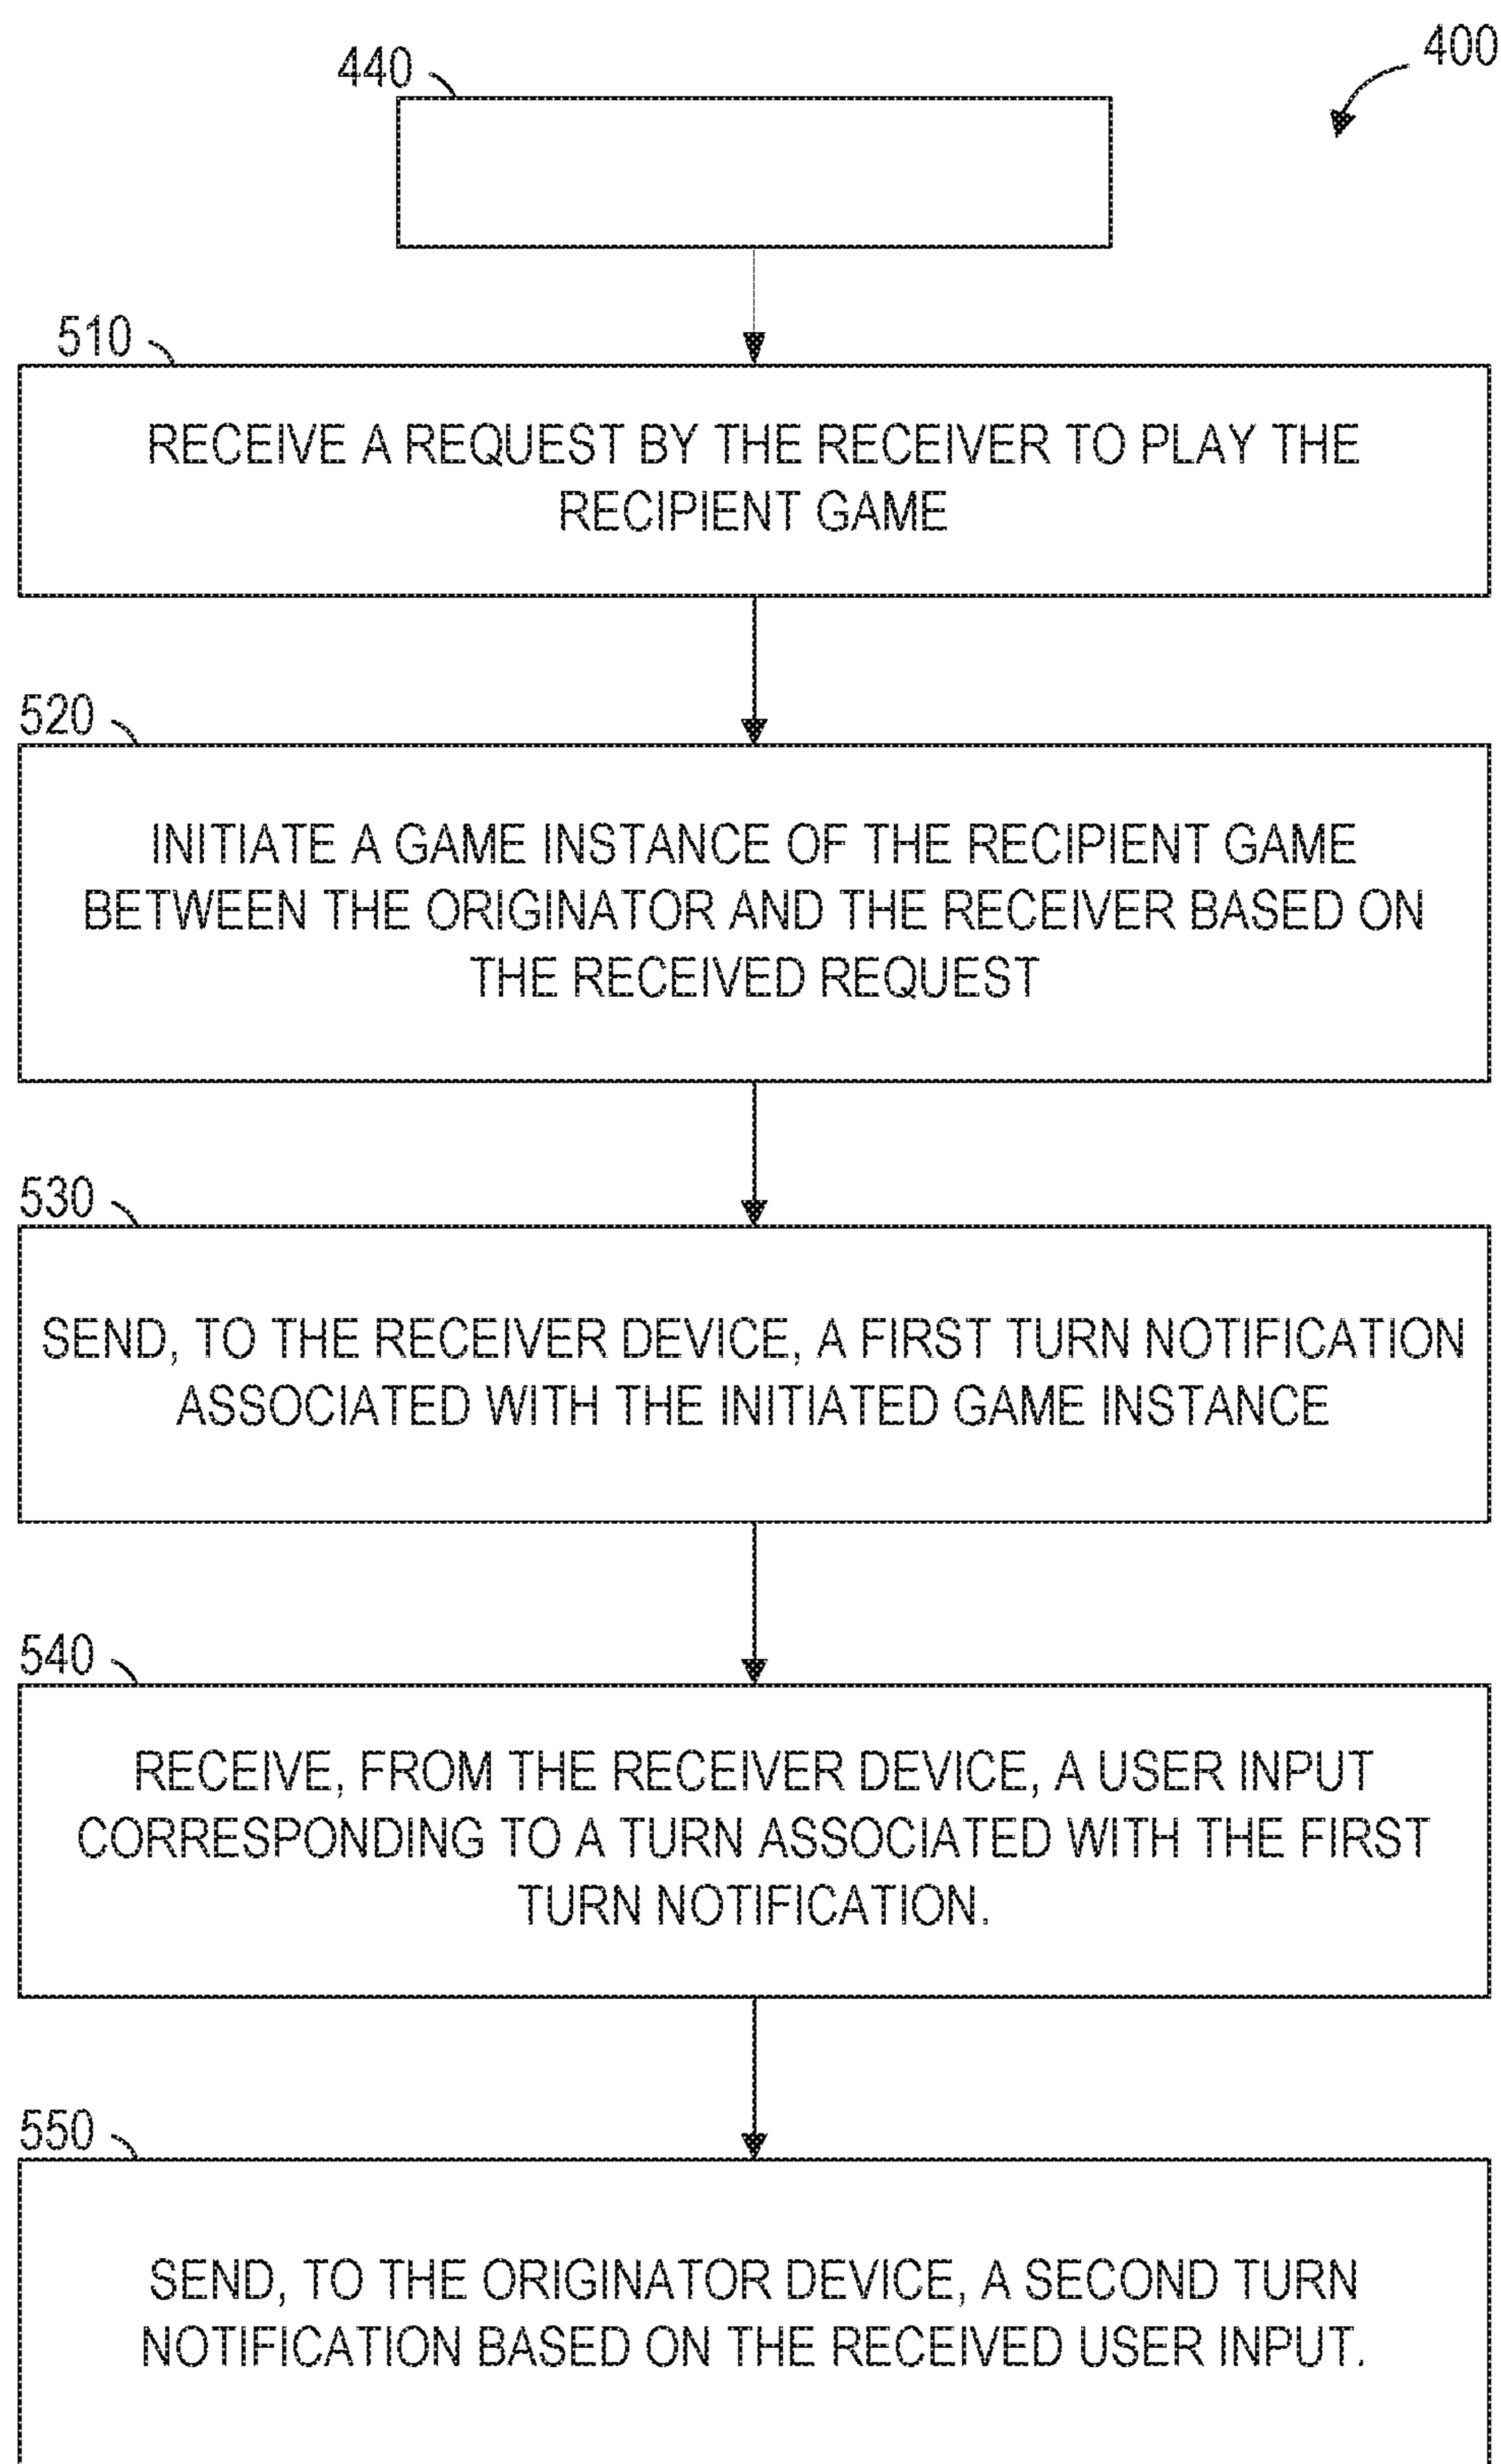 440
400
510
RECEIVE A REQUEST BY THE RECEIVER TO PLAY THE
RECIPIENT GAME
520
INITIATE A GAME INSTANCE OF THE RECIPIENT GAME
BETWEEN THE ORIGINATOR AND THE RECEIVER BASED ON
THE RECEIVED REQUEST
530
SEND, TO THE RECEIVER DEVICE, A FIRST TURN NOTIFICATION
ASSOCIATED WITH THE INITIATED GAME INSTANCE
540
RECEIVE, FROM THE RECEIVER DEVICE, A USER INPUT
CORRESPONDING TO A TURN ASSOCIATED WITH THE FIRST
TURN NOTIFICATION.
550
SEND, TO THE ORIGINATOR DEVICE, A SECOND TURN
NOTIFICATION BASED ON THE RECEIVED USER INPUT.